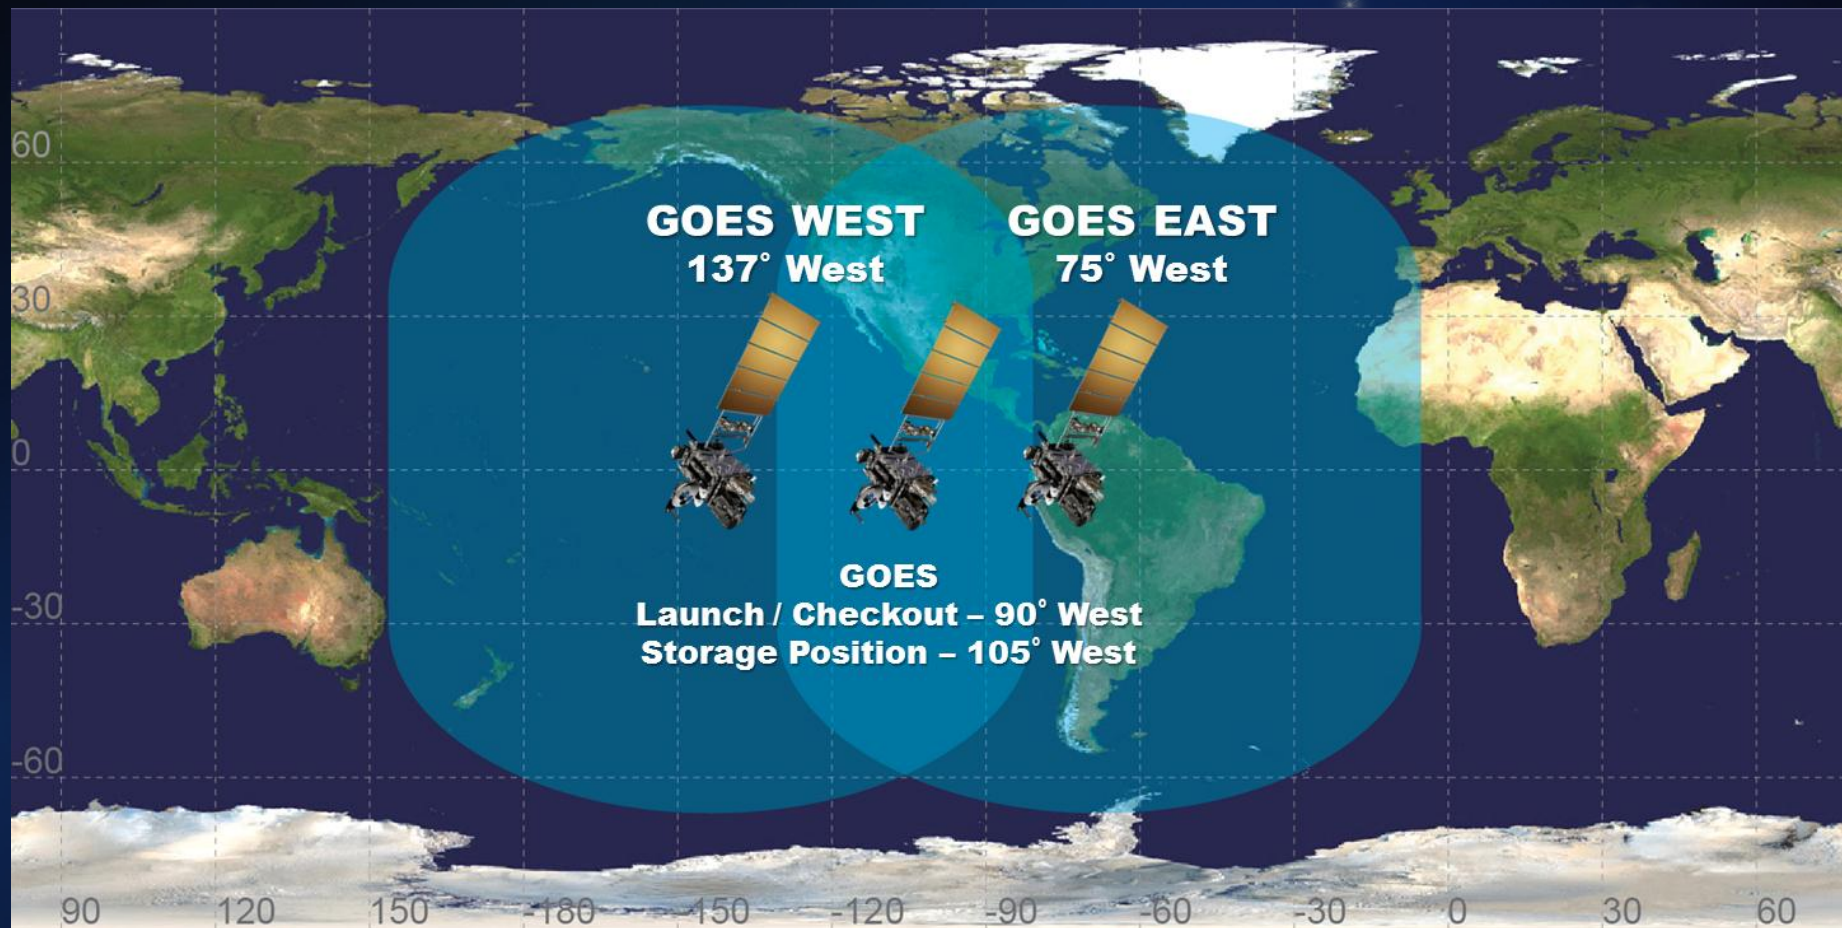 60
GOES WEST
137° West
GOES EAST
75° West
30
0
GOES
Launch / Checkout – 90° West
Storage Position – 105° West
-30
-60
90 120 150 -180 -150 -120 -90 -60 -30 0 30 60